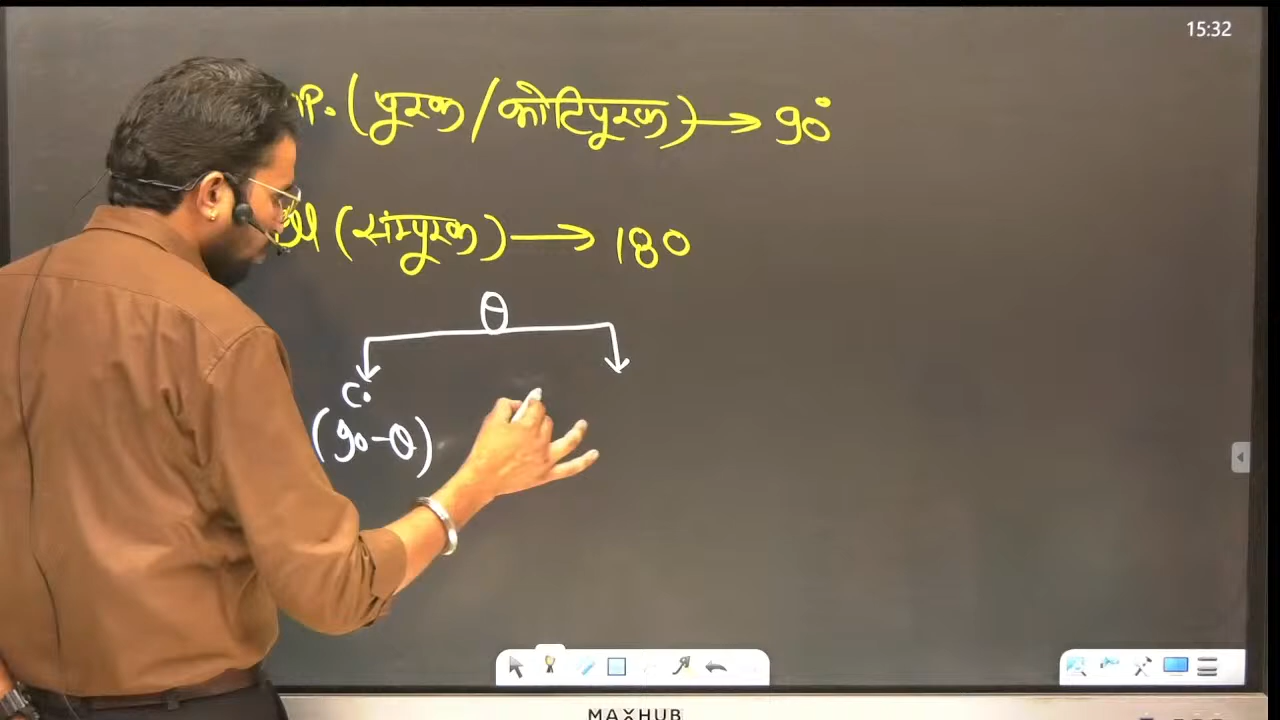 15:32
P. (पुरक / कोटिपूरक) → 90°
(सम्पूरक) → 180
θ
C.
(90-θ)
MAXHUB